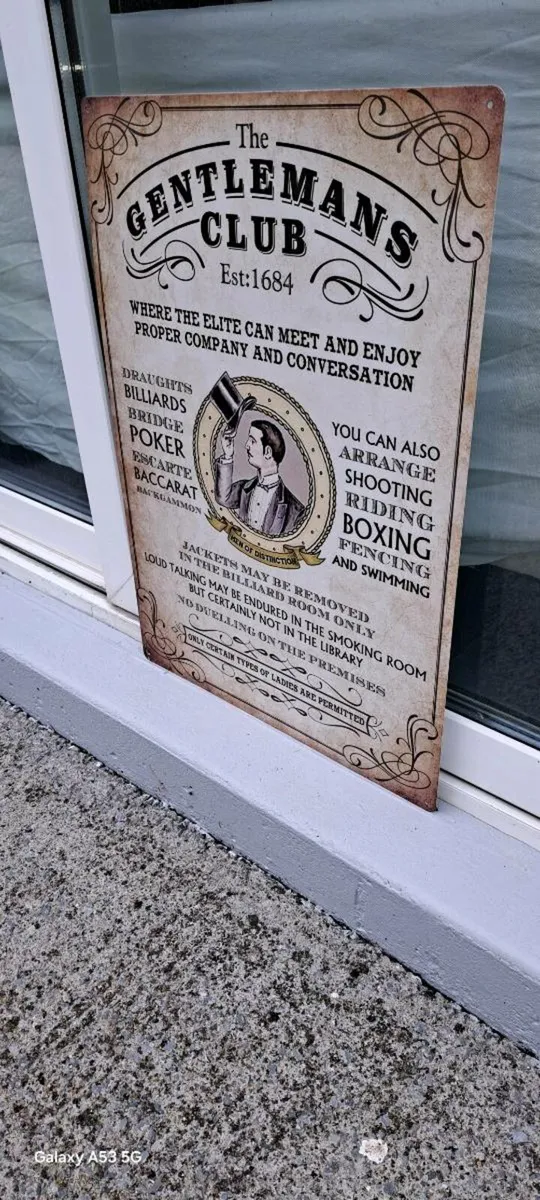 The
GENTLEMANS
CLUB
Est:1684
WHERE THE ELITE CAN MEET AND ENJOY
PROPER COMPANY AND CONVERSATION
DRAUGHTS
BILLIARDS
BRIDGE
POKER
ESCARTE
BACCARAT
BACKGAMMON
MEN OF DISTINCTION
YOU CAN ALSO
ARRANGE
SHOOTING
RIDING
BOXING
FENCING
AND SWIMMING
JACKETS MAY BE REMOVED
IN THE BILLIARD ROOM ONLY
LOUD TALKING MAY BE ENDURED IN THE SMOKING ROOM
BUT CERTAINLY NOT IN THE LIBRARY
NO DUELLING ON THE PREMISES
ONLY CERTAIN TYPES OF LADIES ARE PERMITTED
Galaxy A53 5G